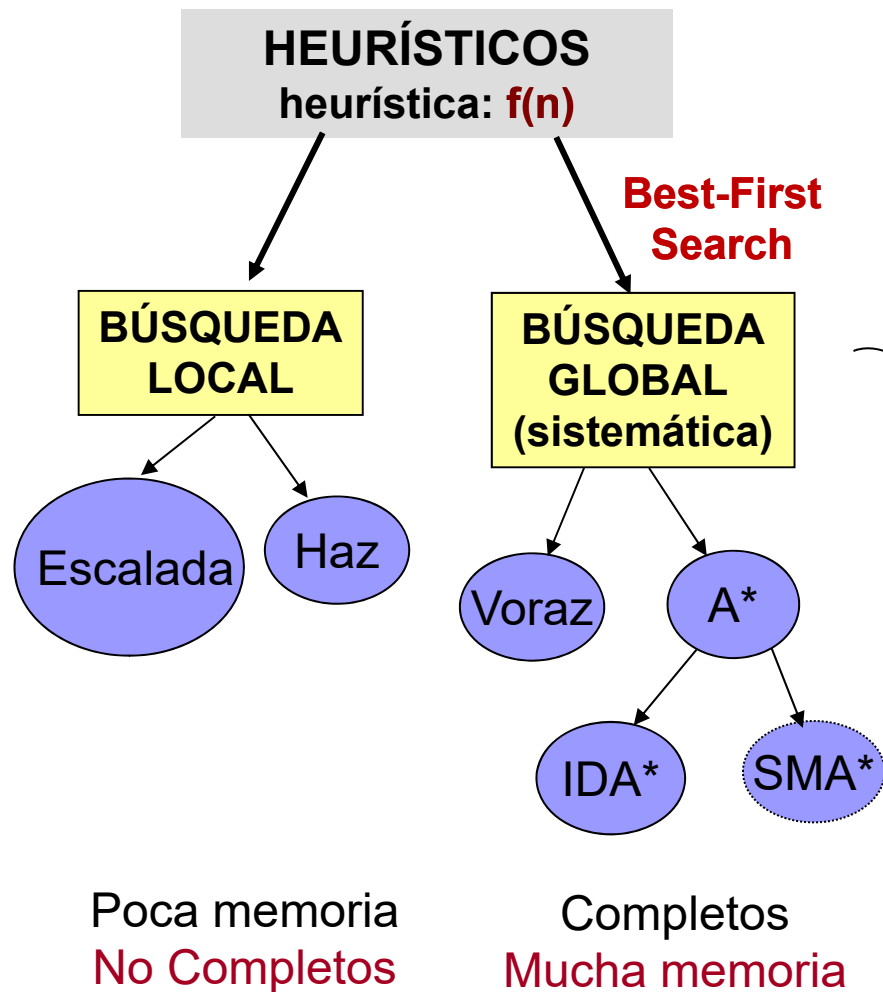 HEURÍSTICOS
heurística: f(n)
Best-First
Search
BÚSQUEDA
LOCAL
BÚSQUEDA
GLOBAL
(sistemática)
Escalada
Haz
Voraz
A*
IDA*
SMA*
Poca memoria
No Completos
Completos
Mucha memoria